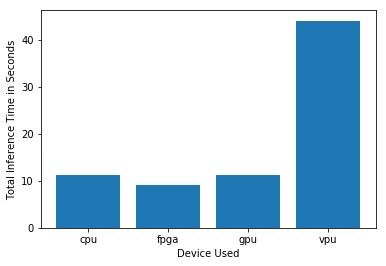 Total Inference Time in Seconds
40
30
20
10
0
cpu fpga gpu vpu
Device Used